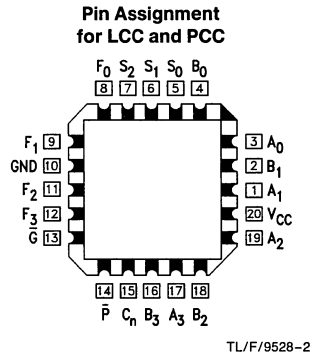 Pin Assignment
for LCC and PCC
F0 S2 S1 S0 B0
8 7 6 5 4
F1 9
GND 10
F2 11
F3 12
G̅ 13
3 A0
2 B1
1 A1
20 VCC
19 A2
14 15 16 17 18
P̅ Cn B3 A3 B2
TL/F/9528-2